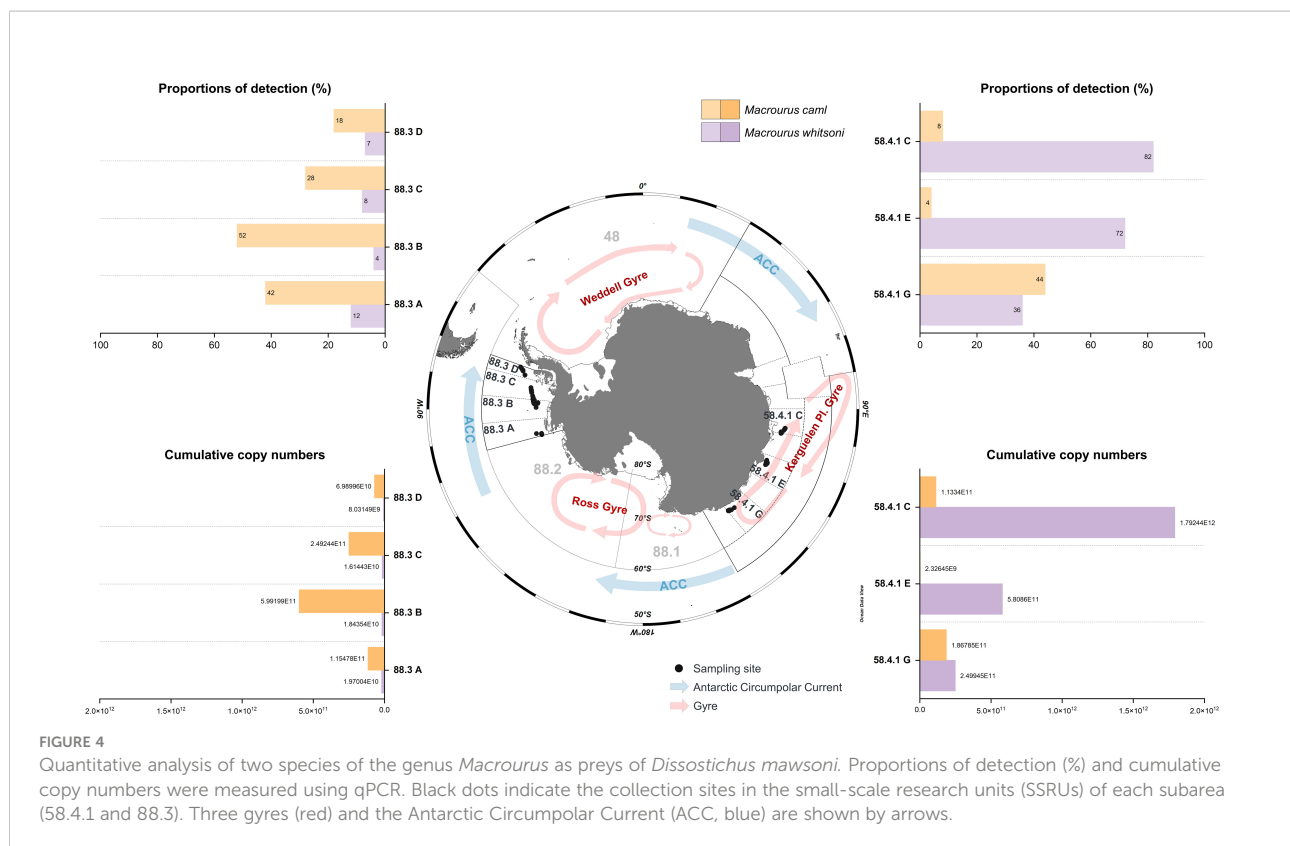 Proportions of detection (%)
18
7
88.3 D
28
8
88.3 C
52
4
88.3 B
42
12
88.3 A
100 80 60 40 20 0
Cumulative copy numbers
6.98996E10
8.03149E9
88.3 D
2.49244E11
1.61443E10
88.3 C
5.99199E11
1.84354E10
88.3 B
1.15478E11
1.97004E10
88.3 A
2.0×10¹² 1.5×10¹² 1.0×10¹² 5.0×10¹¹ 0.0
Macrourus caml
Macrourus whitsoni
0°
48
ACC
Weddell Gyre
88.3 D
88.3 C
88.3 B
88.3 A
90°W
ACC
90°E
58.4.1 C
Kerguelen Pl. Gyre
58.4.1 E
58.4.1 G
88.2
80°S
Ross Gyre
70°S
88.1
60°S
ACC
50°S
180°W
Ocean Data View
Sampling site
Antarctic Circumpolar Current
Gyre
Proportions of detection (%)
58.4.1 C
8
82
58.4.1 E
4
72
58.4.1 G
44
36
0 20 40 60 80 100
Cumulative copy numbers
58.4.1 C
1.1334E11
1.79244E12
58.4.1 E
2.32645E9
5.8086E11
58.4.1 G
1.86785E11
2.49945E11
0.0 5.0×10¹¹ 1.0×10¹² 1.5×10¹² 2.0×10¹²
FIGURE 4
Quantitative analysis of two species of the genus Macrourus as preys of Dissostichus mawsoni. Proportions of detection (%) and cumulative
copy numbers were measured using qPCR. Black dots indicate the collection sites in the small-scale research units (SSRUs) of each subarea
(58.4.1 and 88.3). Three gyres (red) and the Antarctic Circumpolar Current (ACC, blue) are shown by arrows.